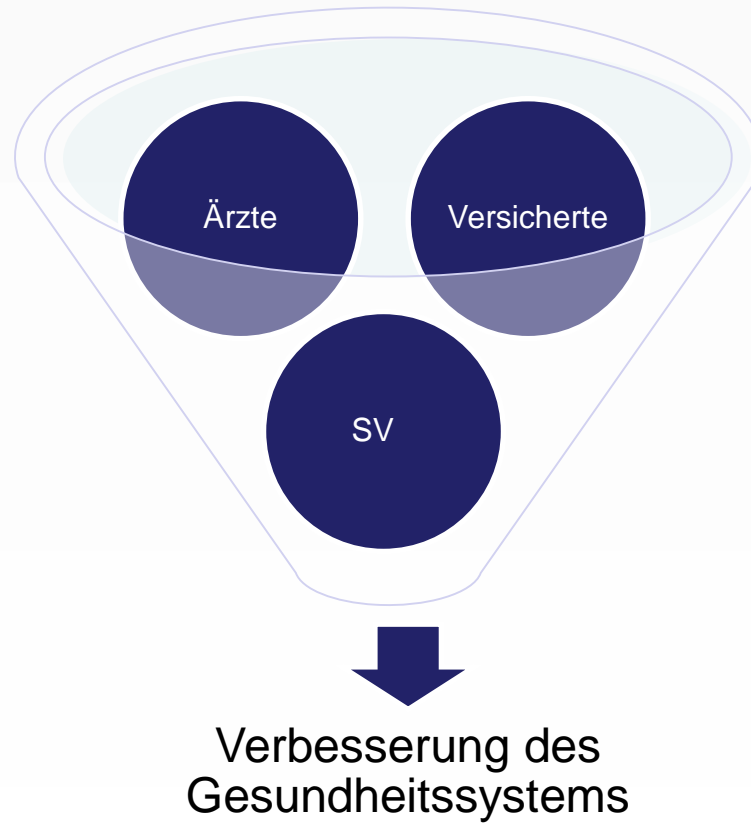 Ärzte
Versicherte
SV
Verbesserung des
Gesundheitssystems